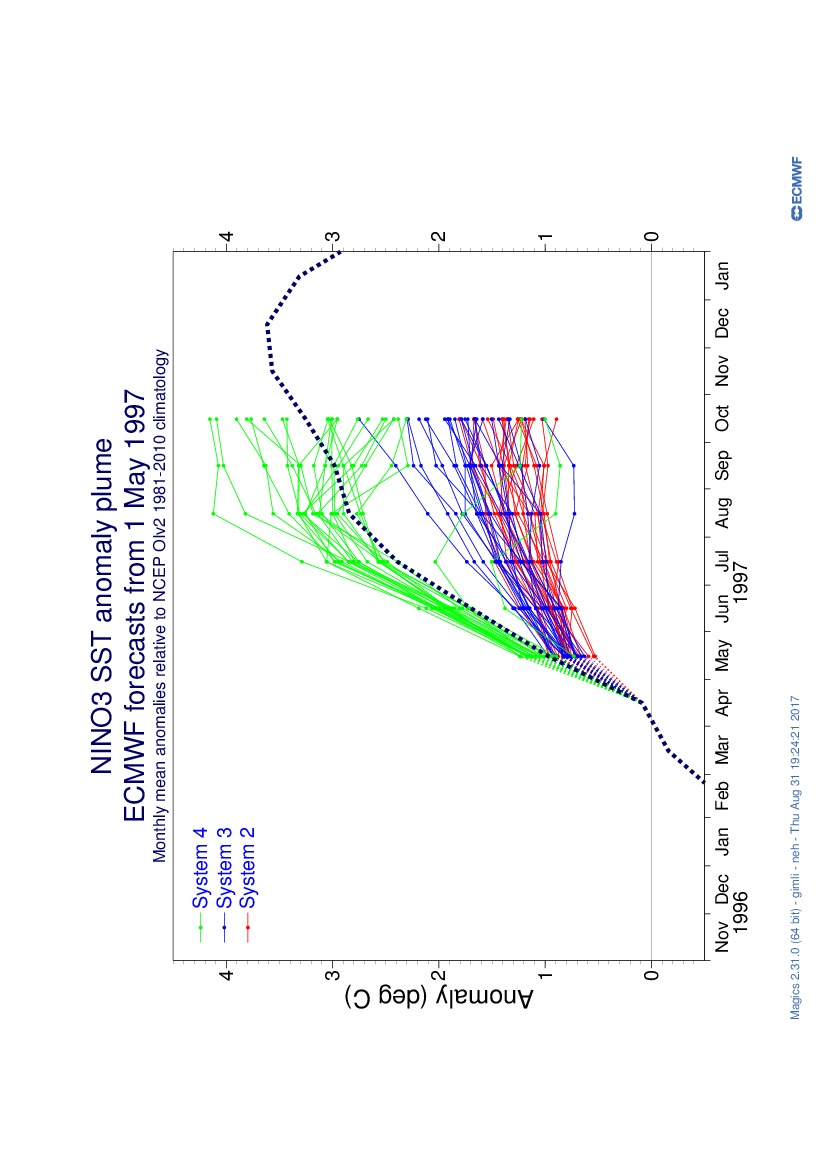 NINO3 SST anomaly plume
ECMWF forecasts from 1 May 1997
Monthly mean anomalies relative to NCEP OIv2 1981-2010 climatology
System 4
System 3
System 2
Anomaly (deg C)
4
3
2
1
0
4
3
2
1
0
Nov Dec Jan Feb Mar Apr May Jun Jul Aug Sep Oct Nov Dec Jan
1996 1997
Magics 2.31.0 (64 bit) - gimli - neh - Thu Aug 31 19:24:21 2017
ECMWF